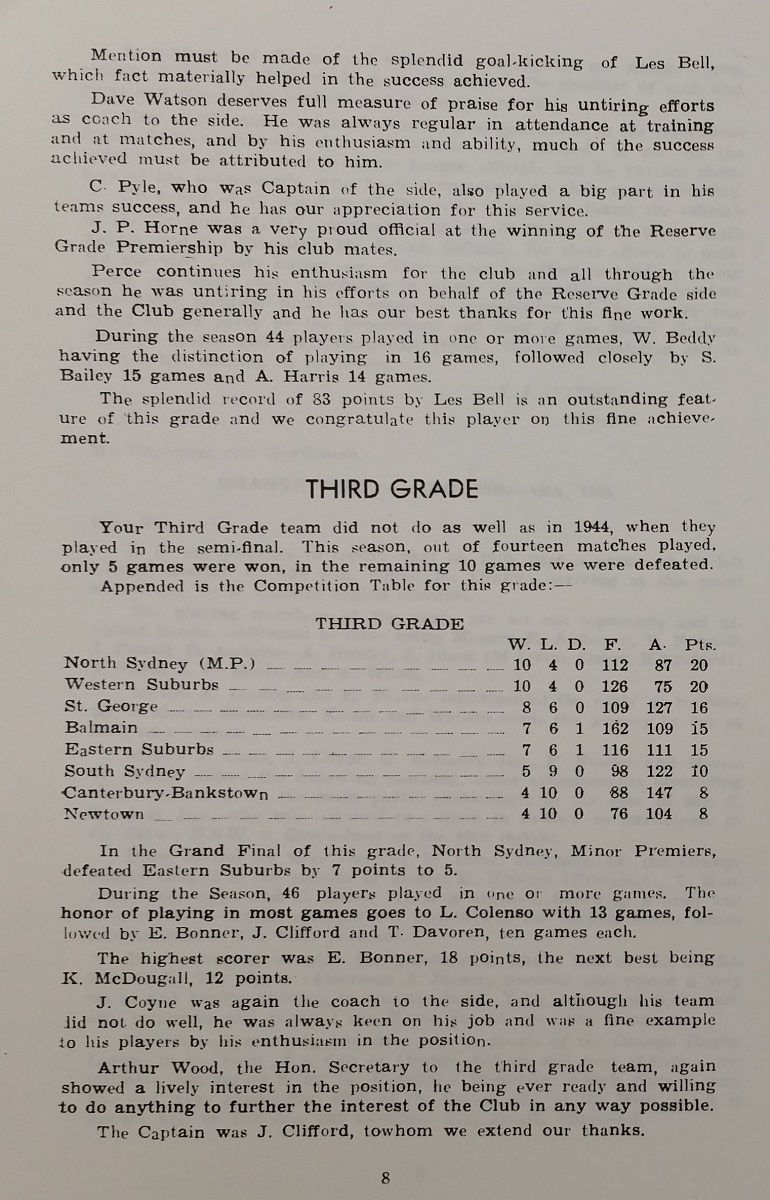 Mention must be made of the splendid goal-kicking of Les Bell,
which fact materially helped in the success achieved.
Dave Watson deserves full measure of praise for his untiring efforts
as coach to the side. He was always regular in attendance at training
and at matches, and by his enthusiasm and ability, much of the success
achieved must be attributed to him.
C. Pyle, who was Captain of the side, also played a big part in his
teams success, and he has our appreciation for this service.
J. P. Horne was a very proud official at the winning of the Reserve
Grade Premiership by his club mates.
Perce continues his enthusiasm for the club and all through the
season he was untiring in his efforts on behalf of the Reserve Grade side
and the Club generally and he has our best thanks for this fine work.
During the season 44 players played in one or more games, W. Beddy
having the distinction of playing in 16 games, followed closely by S.
Bailey 15 games and A. Harris 14 games.
The splendid record of 83 points by Les Bell is an outstanding feat-
ure of this grade and we congratulate this player on this fine achieve-
ment.
THIRD GRADE
Your Third Grade team did not do as well as in 1944, when they
played in the semi-final. This season, out of fourteen matches played,
only 5 games were won, in the remaining 10 games we were defeated.
Appended is the Competition Table for this grade:—
THIRD GRADE
W. L. D. F. A. Pts.
North Sydney (M.P.) 10 4 0 112 87 20
Western Suburbs 10 4 0 126 75 20
St. George 8 6 0 109 127 16
Balmain 7 6 1 162 109 15
Eastern Suburbs 7 6 1 116 111 15
South Sydney 5 9 0 98 122 10
Canterbury-Bankstown 4 10 0 88 147 8
Newtown 4 10 0 76 104 8
In the Grand Final of this grade, North Sydney, Minor Premiers,
defeated Eastern Suburbs by 7 points to 5.
During the Season, 46 players played in one or more games. The
honor of playing in most games goes to L. Colenso with 13 games, fol-
lowed by E. Bonner, J. Clifford and T. Davoren, ten games each.
The highest scorer was E. Bonner, 18 points, the next best being
K. McDougall, 12 points.
J. Coyne was again the coach to the side, and although his team
did not do well, he was always keen on his job and was a fine example
to his players by his enthusiasm in the position.
Arthur Wood, the Hon. Secretary to the third grade team, again
showed a lively interest in the position, he being ever ready and willing
to do anything to further the interest of the Club in any way possible.
The Captain was J. Clifford, towhom we extend our thanks.
8